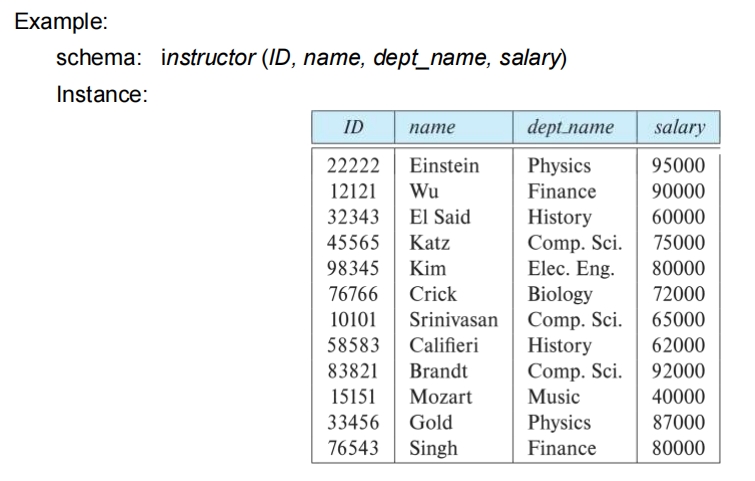 Example:
schema: instructor (ID, name, dept_name, salary)
Instance:
ID name dept_name salary
22222 Einstein Physics 95000
12121 Wu Finance 90000
32343 El Said History 60000
45565 Katz Comp. Sci. 75000
98345 Kim Elec. Eng. 80000
76766 Crick Biology 72000
10101 Srinivasan Comp. Sci. 65000
58583 Califieri History 62000
83821 Brandt Comp. Sci. 92000
15151 Mozart Music 40000
33456 Gold Physics 87000
76543 Singh Finance 80000